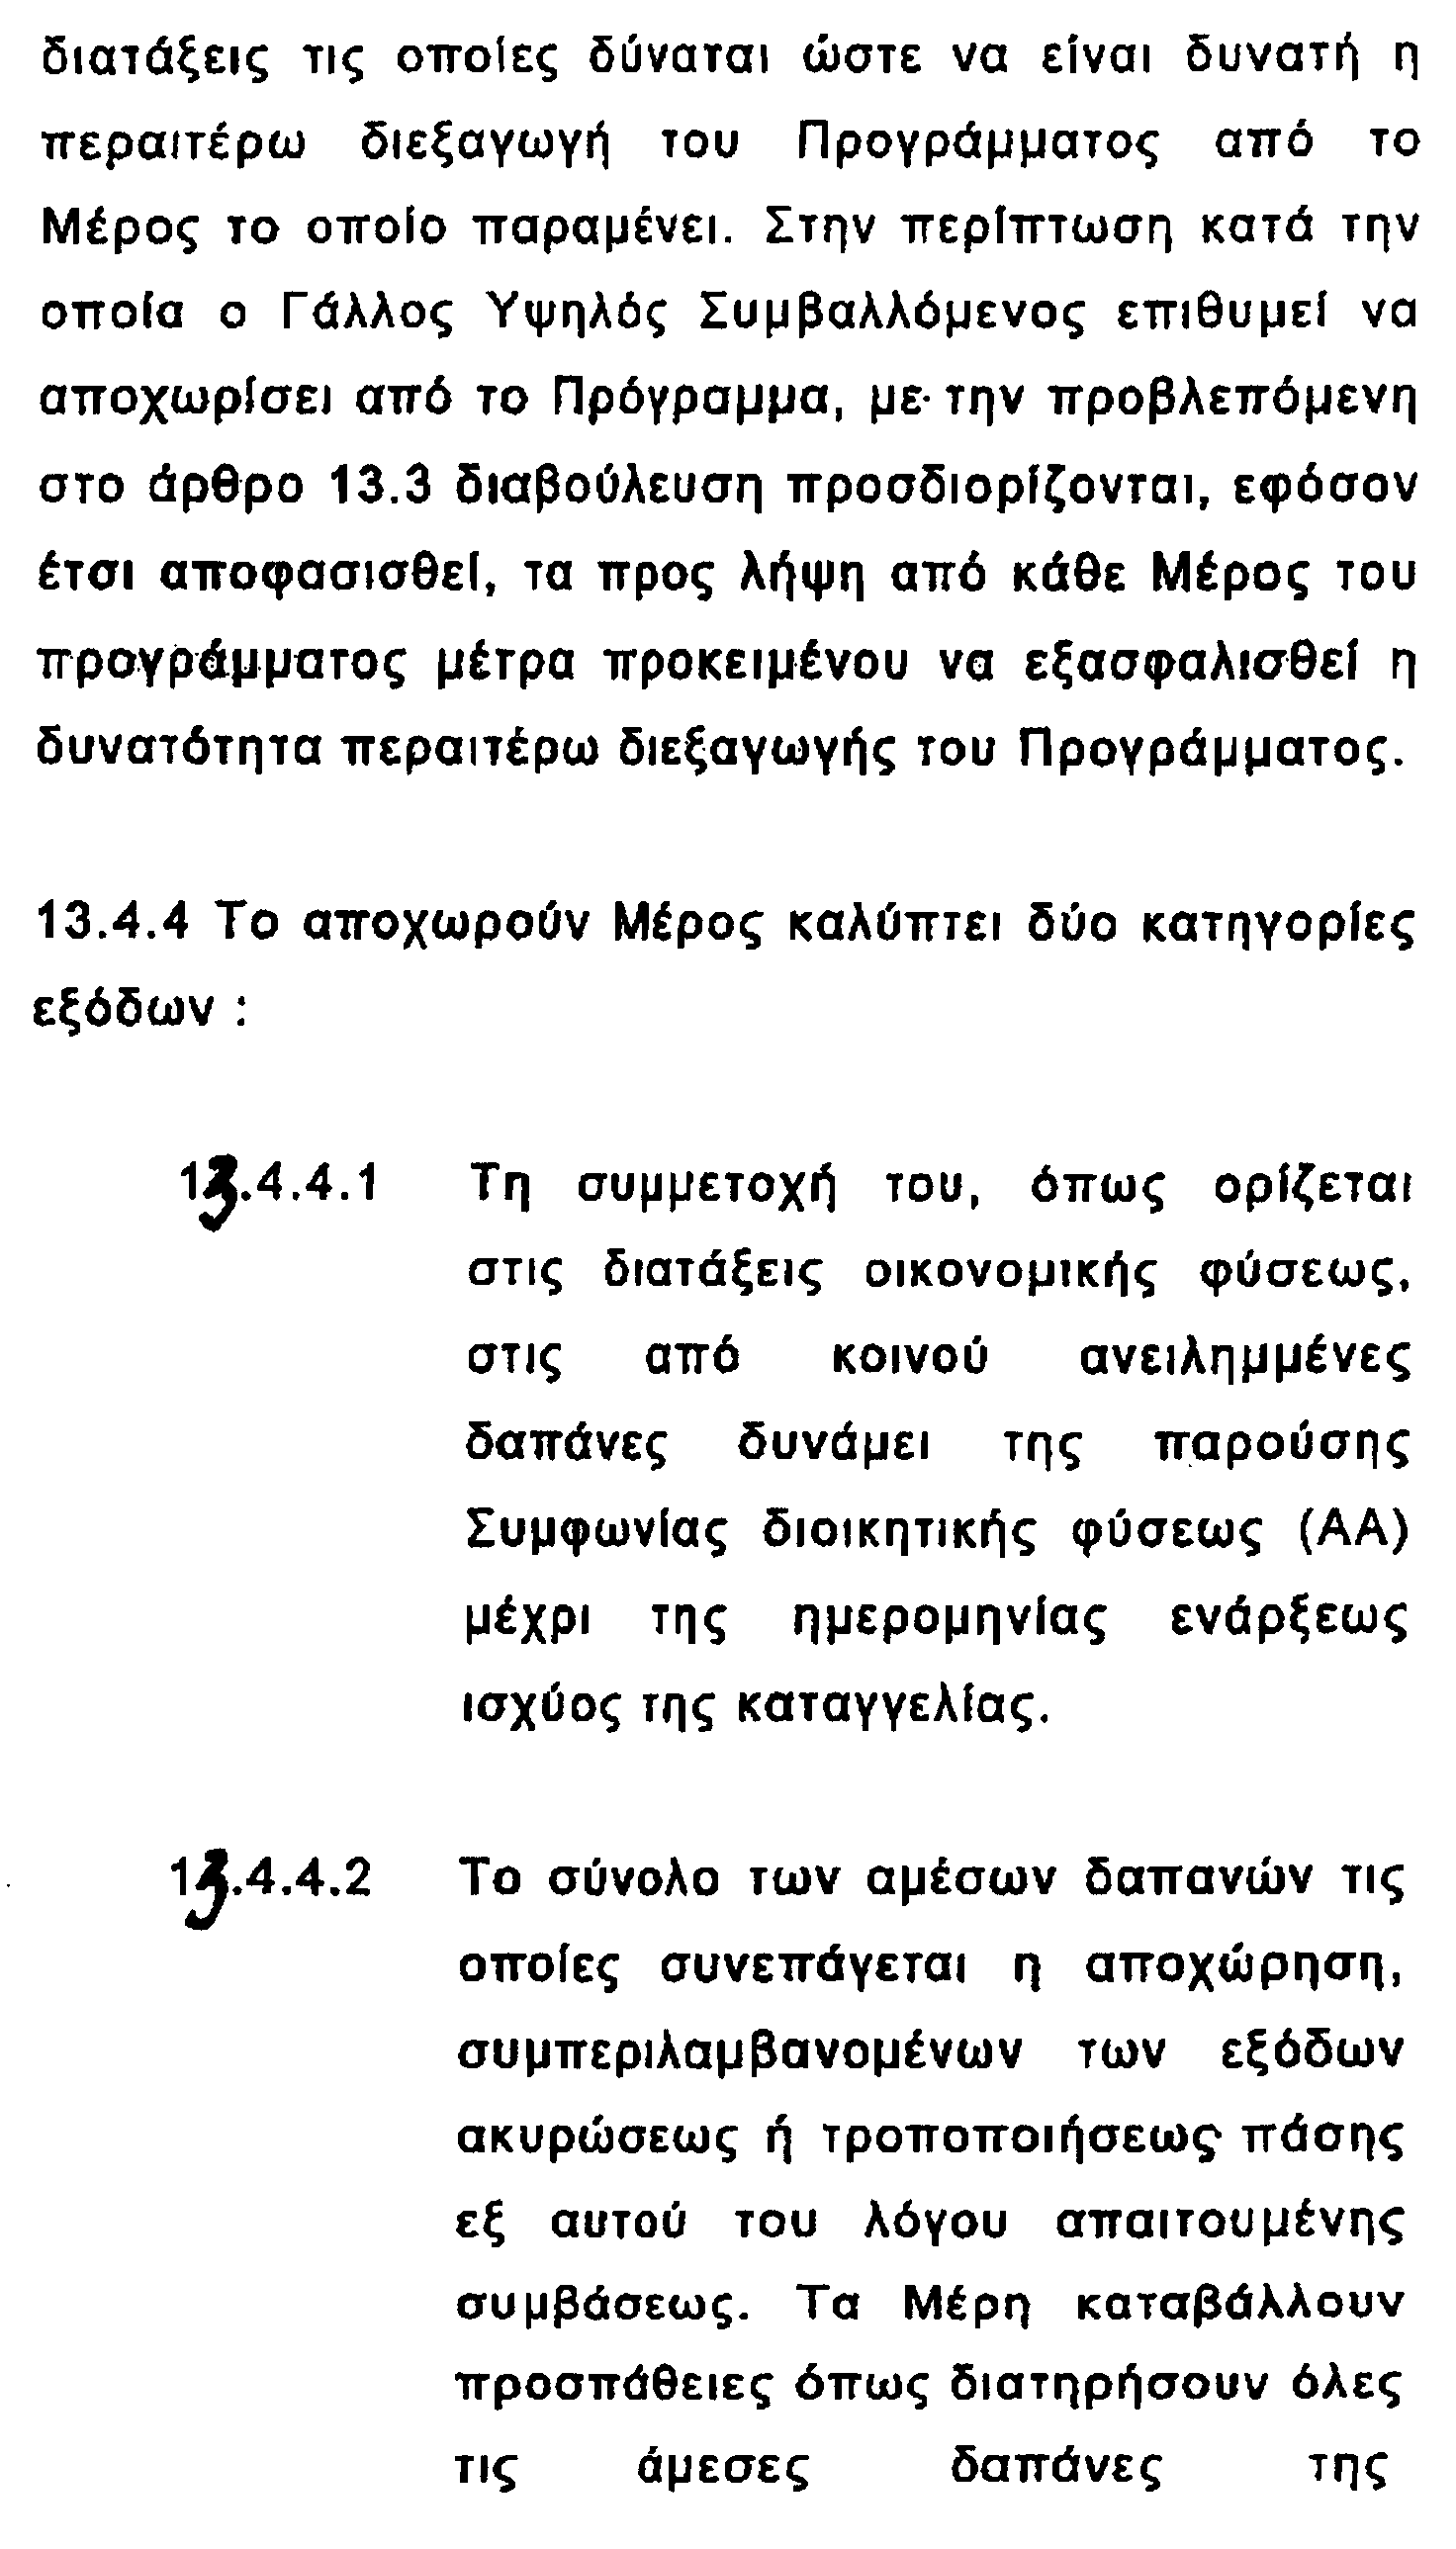 διατάξεις τις οποίες δύναται ώστε να είναι δυνατή η
περαιτέρω διεξαγωγή του Προγράμματος από το
Μέρος το οποίο παραμένει. Στην περίπτωση κατά την
οποία ο Γάλλος Υψηλός Συμβαλλόμενος επιθυμεί να
αποχωρίσει από το Πρόγραμμα, με την προβλεπόμενη
στο άρθρο 13.3 διαβούλευση προσδιορίζονται, εφόσον
έτσι αποφασισθεί, τα προς λήψη από κάθε Μέρος του
προγράμματος μέτρα προκειμένου να εξασφαλισθεί η
δυνατότητα περαιτέρω διεξαγωγής του Προγράμματος.
13.4.4 Το αποχωρούν Μέρος καλύπτει δύο κατηγορίες
εξόδων :
13.4.4.1 Τη συμμετοχή του, όπως ορίζεται
στις διατάξεις οικονομικής φύσεως,
στις από κοινού ανειλημμένες
δαπάνες δυνάμει της παρούσης
Συμφωνίας διοικητικής φύσεως (ΑΑ)
μέχρι της ημερομηνίας ενάρξεως
ισχύος της καταγγελίας.
13.4.4.2 Το σύνολο των αμέσων δαπανών τις
οποίες συνεπάγεται η αποχώρηση,
συμπεριλαμβανομένων των εξόδων
ακυρώσεως ή τροποποιήσεως πάσης
εξ αυτού του λόγου απαιτουμένης
συμβάσεως. Τα Μέρη καταβάλλουν
προσπάθειες όπως διατηρήσουν όλες
τις άμεσες δαπάνες της